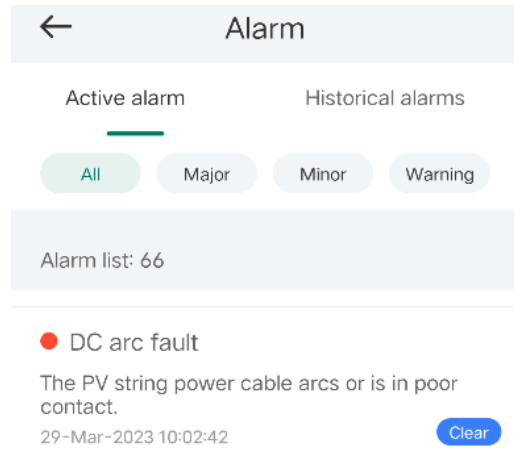 Alarm
Active alarm Historical alarms
All Major Minor Warning
Alarm list: 66
DC arc fault
The PV string power cable arcs or is in poor
contact.
29-Mar-2023 10:02:42 Clear